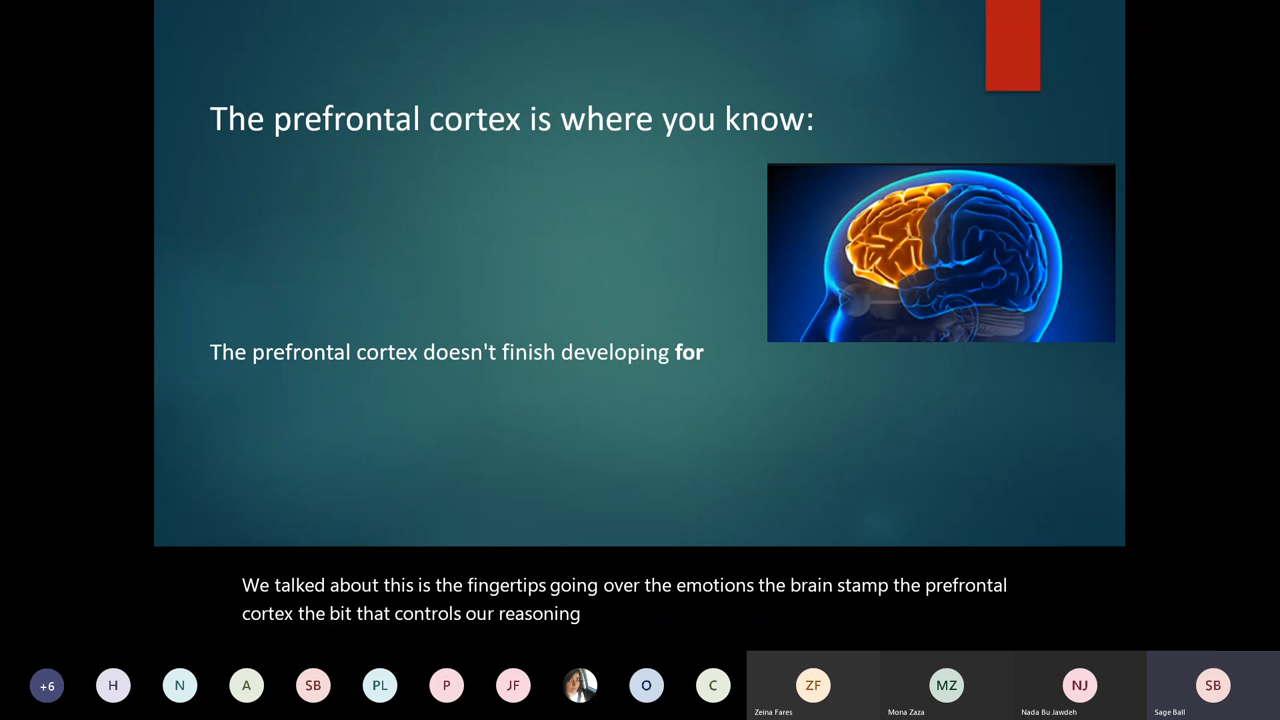 The prefrontal cortex is where you know:
The prefrontal cortex doesn't finish developing for
We talked about this is the fingertips going over the emotions the brain stamp the prefrontal
cortex the bit that controls our reasoning
+6
H
N
A
SB
PL
P
JF
O
C
ZF
Zeina Fares
MZ
Mona Zaza
NJ
Nada Bu Jawdeh
SB
Sage Ball